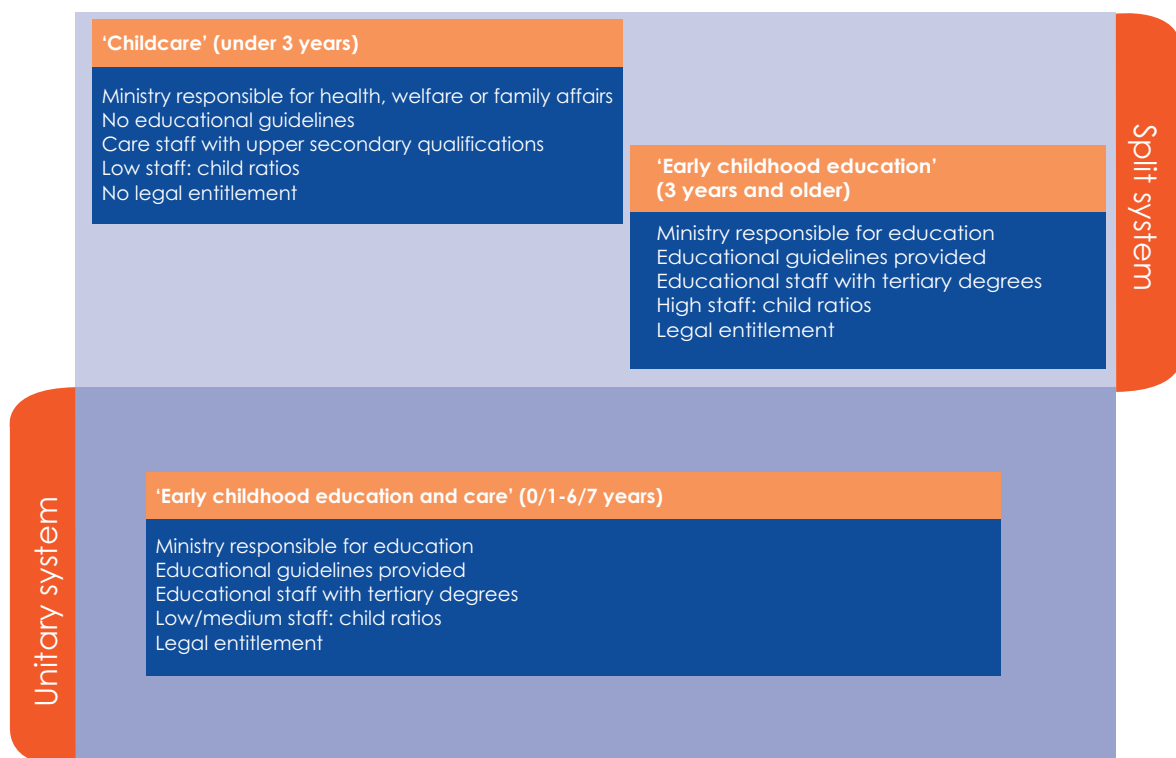 ‘Childcare’ (under 3 years)
Ministry responsible for health, welfare or family affairs
No educational guidelines
Care staff with upper secondary qualifications
Low staff: child ratios
No legal entitlement
‘Early childhood education’
(3 years and older)
Ministry responsible for education
Educational guidelines provided
Educational staff with tertiary degrees
High staff: child ratios
Legal entitlement
Split system
Unitary system
‘Early childhood education and care’ (0/1-6/7 years)
Ministry responsible for education
Educational guidelines provided
Educational staff with tertiary degrees
Low/medium staff: child ratios
Legal entitlement